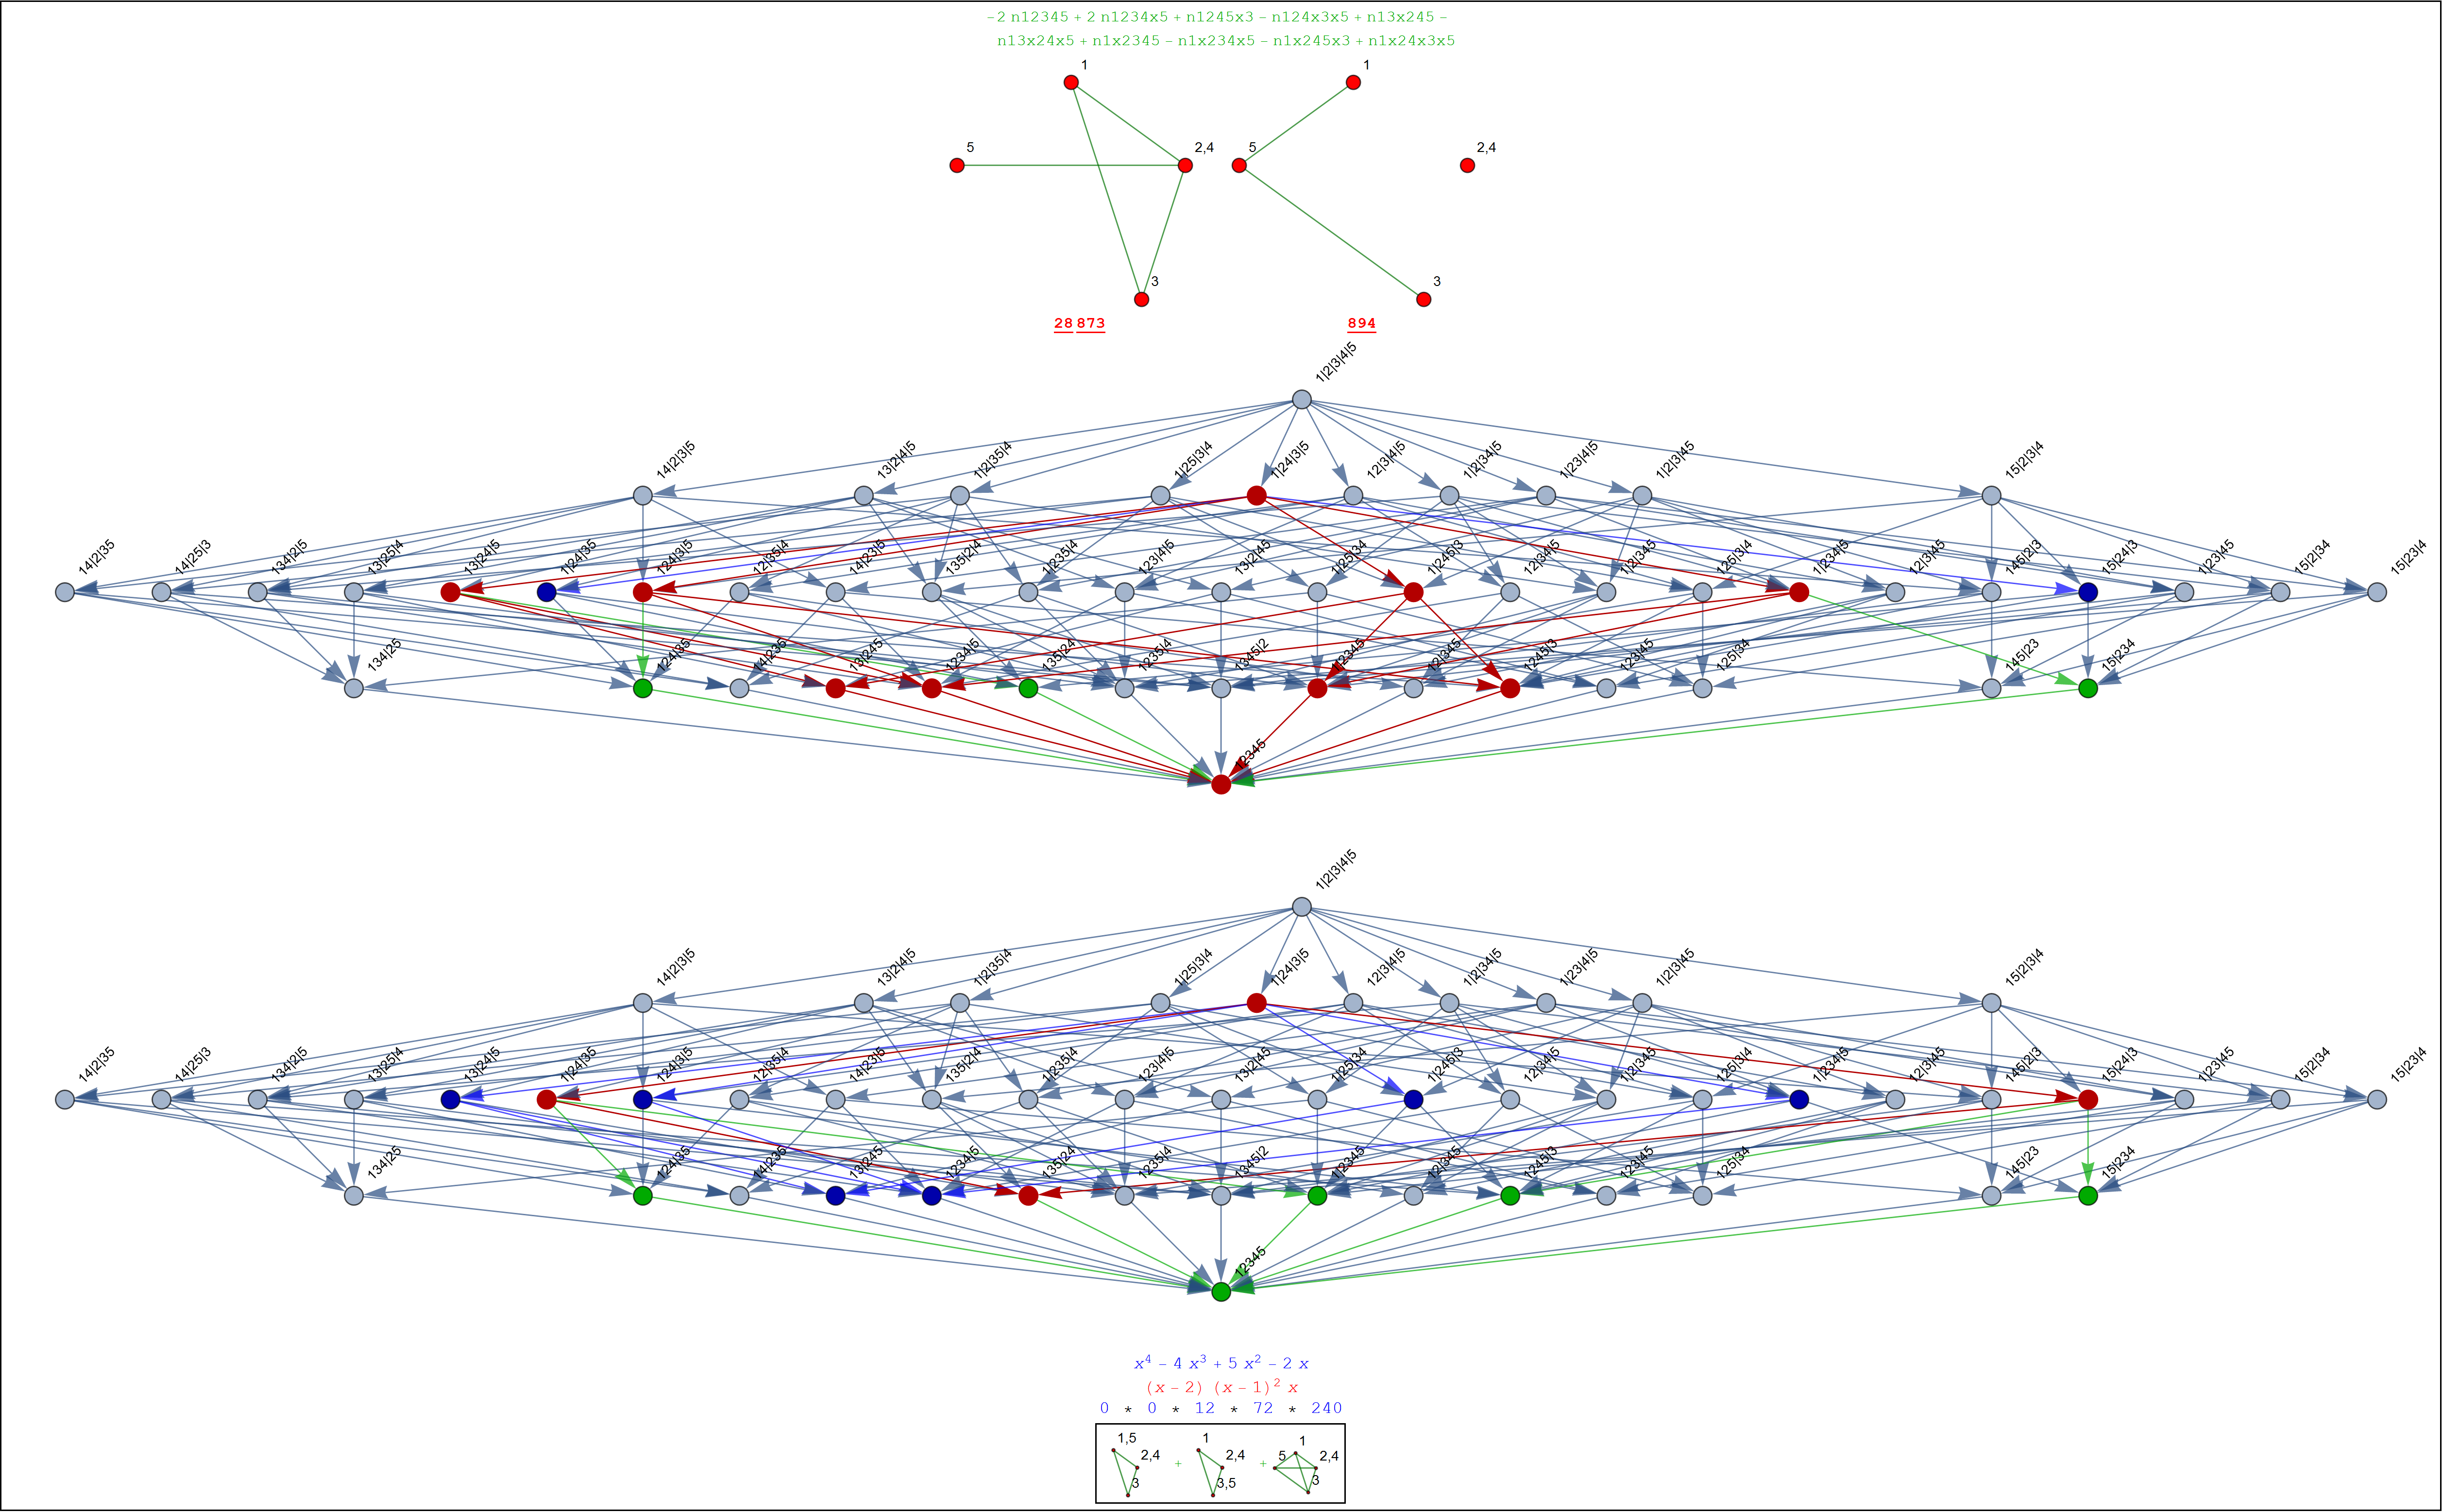 -2 n12345 + 2 n1234x5 + n1245x3 - n124x3x5 + n13x245 -
n13x24x5 + n1x2345 - n1x234x5 - n1x245x3 + n1x24x3x5
1 1
5 2,4 5 2,4
3 3
28 873 894
1|2|3|4|5
14|2|3|5 13|2|4|5 1|2|35|4 1|25|3|4 1|24|3|5 12|3|4|5 1|2|34|5 1|23|4|5 1|2|3|45 15|2|3|4
14|2|35 14|25|3 134|2|5 13|25|4 13|24|5 1|24|35 124|3|5 12|35|4 14|23|5 135|2|4 1|235|4 123|4|5 13|2|45 1|25|34 1|245|3 12|34|5 1|2|345 125|3|4 1|234|5 12|3|45 145|2|3 15|24|3 1|23|45 15|2|34 15|23|4
134|25 124|35 14|235 13|245 1234|5 135|24 1235|4 1345|2 1|2345 12|345 1245|3 123|45 125|34 145|23 15|234
12345
1|2|3|4|5
14|2|3|5 13|2|4|5 1|2|35|4 1|25|3|4 1|24|3|5 12|3|4|5 1|2|34|5 1|23|4|5 1|2|3|45 15|2|3|4
14|2|35 14|25|3 134|2|5 13|25|4 13|24|5 1|24|35 124|3|5 12|35|4 14|23|5 135|2|4 1|235|4 123|4|5 13|2|45 1|25|34 1|245|3 12|34|5 1|2|345 125|3|4 1|234|5 12|3|45 145|2|3 15|24|3 1|23|45 15|2|34 15|23|4
134|25 124|35 14|235 13|245 1234|5 135|24 1235|4 1345|2 1|2345 12|345 1245|3 123|45 125|34 145|23 15|234
12345
x⁴ - 4 x³ + 5 x² - 2 x
(x - 2) (x - 1)² x
0 * 0 * 12 * 72 * 240
1,5 1 1
2,4 + 2,4 + 5 2,4
3 3,5 3